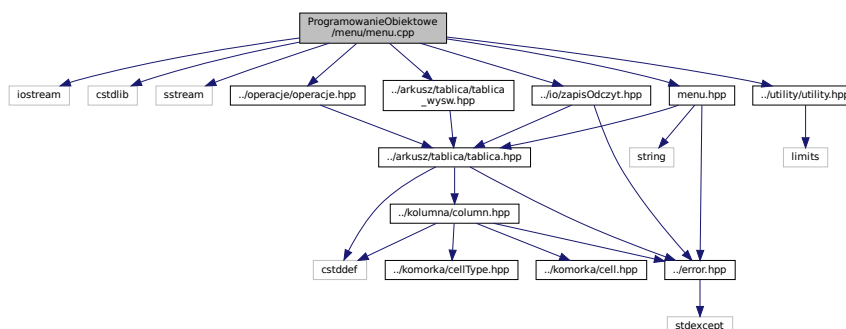 ProgramowanieObiektowe
/menu/menu.cpp
iostream
cstdlib
sstream
../operacje/operacje.hpp
../arkusz/tablica/tablica
_wysw.hpp
../io/zapisOdczyt.hpp
menu.hpp
../utility/utility.hpp
../arkusz/tablica/tablica.hpp
string
limits
../kolumna/column.hpp
cstddef
../komorka/cellType.hpp
../komorka/cell.hpp
../error.hpp
stdexcept